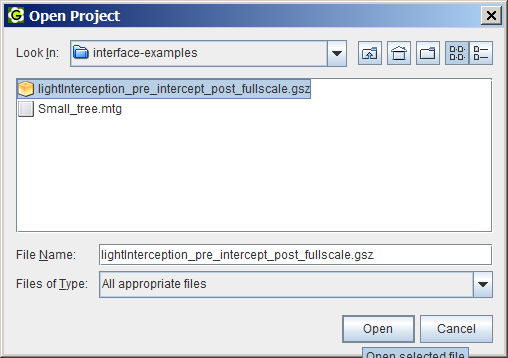 Open Project
Look In: interface-examples
lightInterception_pre_intercept_post_fullscale.gsz
Small_tree.mtg
File Name: lightInterception_pre_intercept_post_fullscale.gsz
Files of Type: All appropriate files
Open Cancel
Open selected file